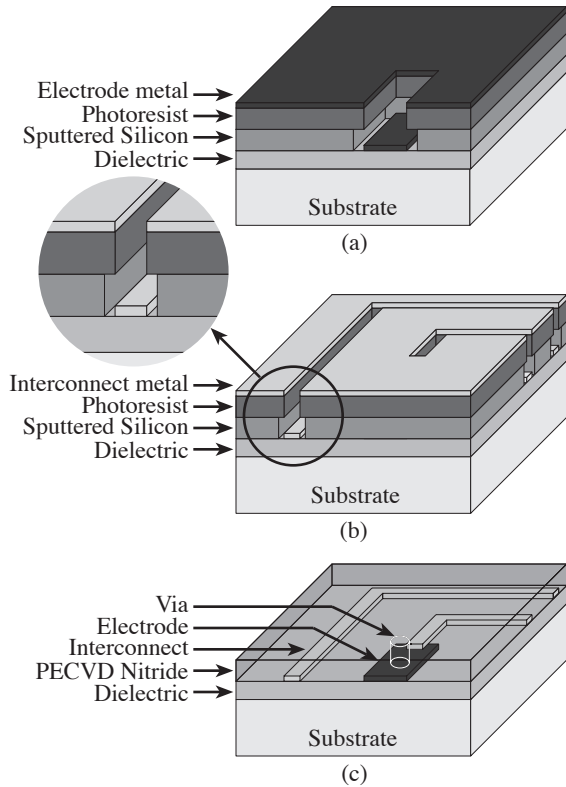 Electrode metal
Photoresist
Sputtered Silicon
Dielectric
Substrate
(a)
Interconnect metal
Photoresist
Sputtered Silicon
Dielectric
Substrate
(b)
Via
Electrode
Interconnect
PECVD Nitride
Dielectric
Substrate
(c)